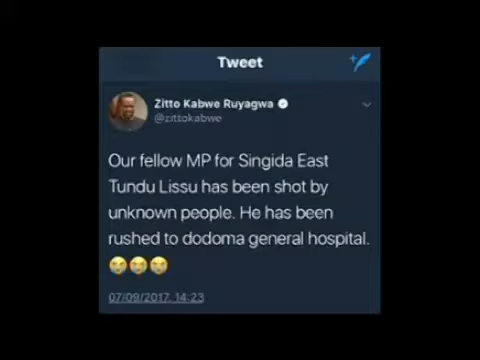 Tweet
Zitto Kabwe Ruyagwa
@zittokabwe
Our fellow MP for Singida East
Tundu Lissu has been shot by
unknown people. He has been
rushed to dodoma general hospital.
😭😭😭
07/09/2017, 14:23